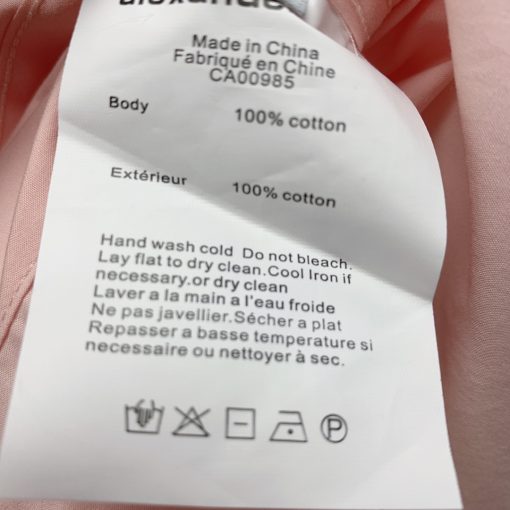 Made in China
Fabriqué en Chine
CA00985
Body 100% cotton
Extérieur 100% cotton
Hand wash cold Do not bleach.
Lay flat to dry clean.Cool Iron if
necessary.or dry clean
Laver a la main a l'eau froide
Ne pas javellier.Sécher a plat
Repasser a basse temperature si
necessaire ou nettoyer à sec.
P